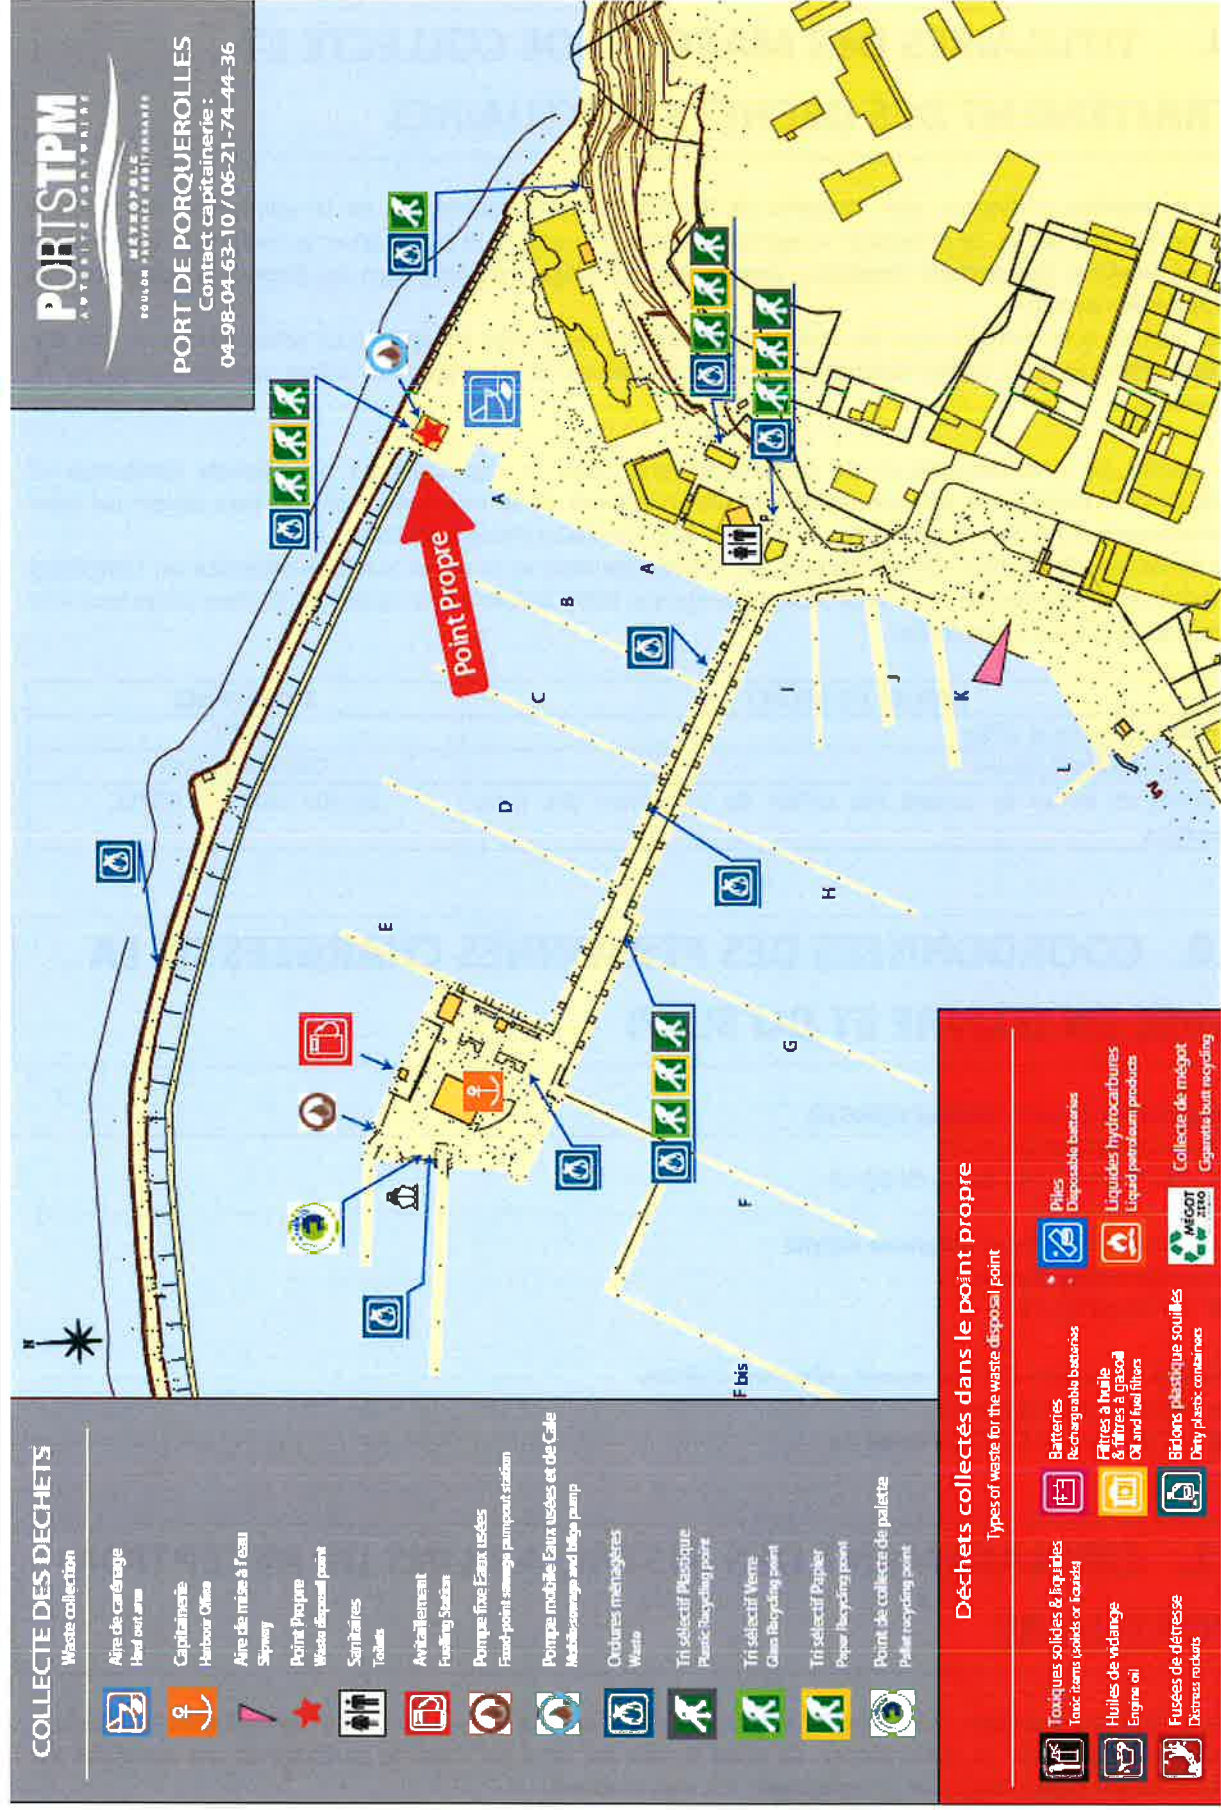 PORTSTPM
AUTORITÉ PORTUAIRE
MÉTROPOLE
TOULON PROVENCE MÉDITERRANÉE
PORT DE PORQUEROLLES
Contact capitainerie :
04-98-04-63-10 / 06-21-74-44-36
N
Point Propre
A
A
B
C
D
E
F
F bis
G
H
I
J
K
L
M
P
COLLECTE DES DECHETS
Waste collection
Aire de carénage
Haul out area
Capitainerie
Harbour Office
Aire de mise à l'eau
Slipway
Point Propre
Waste disposal point
Sanitaires
Toilets
Avitaillement
Fuelling Station
Pompe fixe Eaux usées
Fixed-point sewage pumpout station
Pompe mobile Eaux usées et de Cale
Mobile sewage and bilge pump
Ordures ménagères
Waste
Tri sélectif Plastique
Plastic Recycling point
Tri sélectif Verre
Glass Recycling point
Tri sélectif Papier
Paper Recycling point
Point de collecte de palette
Pallet recycling point
Déchets collectés dans le point propre
Types of waste for the waste disposal point
Toxiques solides & liquides
Toxic items (solids or liquids)
Batteries
Rechargeable batteries
Piles
Disposable batteries
Huiles de vidange
Engine oil
Filtres à huile
& filtres à gasoil
Oil and fuel filters
Liquides hydrocarbures
Liquid petroleum products
Fusées de détresse
Distress rockets
Bidons plastique souillés
Dirty plastic containers
MÉGOT
ZERO
Collecte de mégot
Cigarette butt recycling